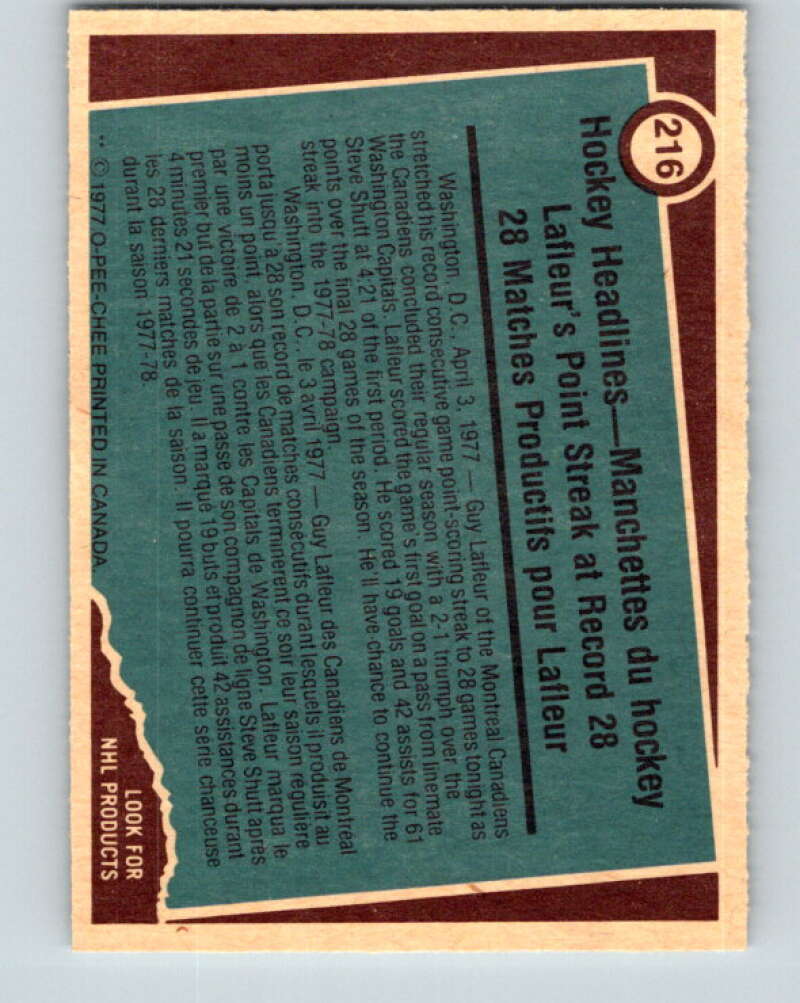 216
Hockey Headlines—Manchettes du hockey
Lafleur's Point Streak at Record 28
28 Matches Productifs pour Lafleur
Washington, D.C., April 3, 1977 — Guy Lafleur of the Montreal Canadiens
stretched his record consecutive game point-scoring streak to 28 games tonight as
the Canadiens concluded their regular season with a 2-1 triumph over the
Washington Capitals. Lafleur scored the game's first goal on a pass from linemate
Steve Shutt at 4:21 of the first period. He scored 19 goals and 42 assists for 61
points over the final 28 games of the season. He'll have chance to continue the
streak into the 1977-78 campaign.
Washington, D.C., le 3 avril 1977 — Guy Lafleur des Canadiens de Montréal
porta jusqu'à 28 son record de matches consécutifs durant lesquels il produisit au
moins un point, alors que les Canadiens terminèrent ce soir leur saison régulière
par une victoire de 2 à 1 contre les Capitals de Washington. Lafleur marqua le
premier but de la partie sur une passe de son compagnon de ligne Steve Shutt après
4 minutes 21 secondes de jeu. Il a marqué 19 buts et produit 42 assistances durant
les 28 derniers matches de la saison. Il pourra continuer cette série chanceuse
durant la saison 1977-78.
** © 1977 O-PEE-CHEE PRINTED IN CANADA
LOOK FOR
NHL PRODUCTS